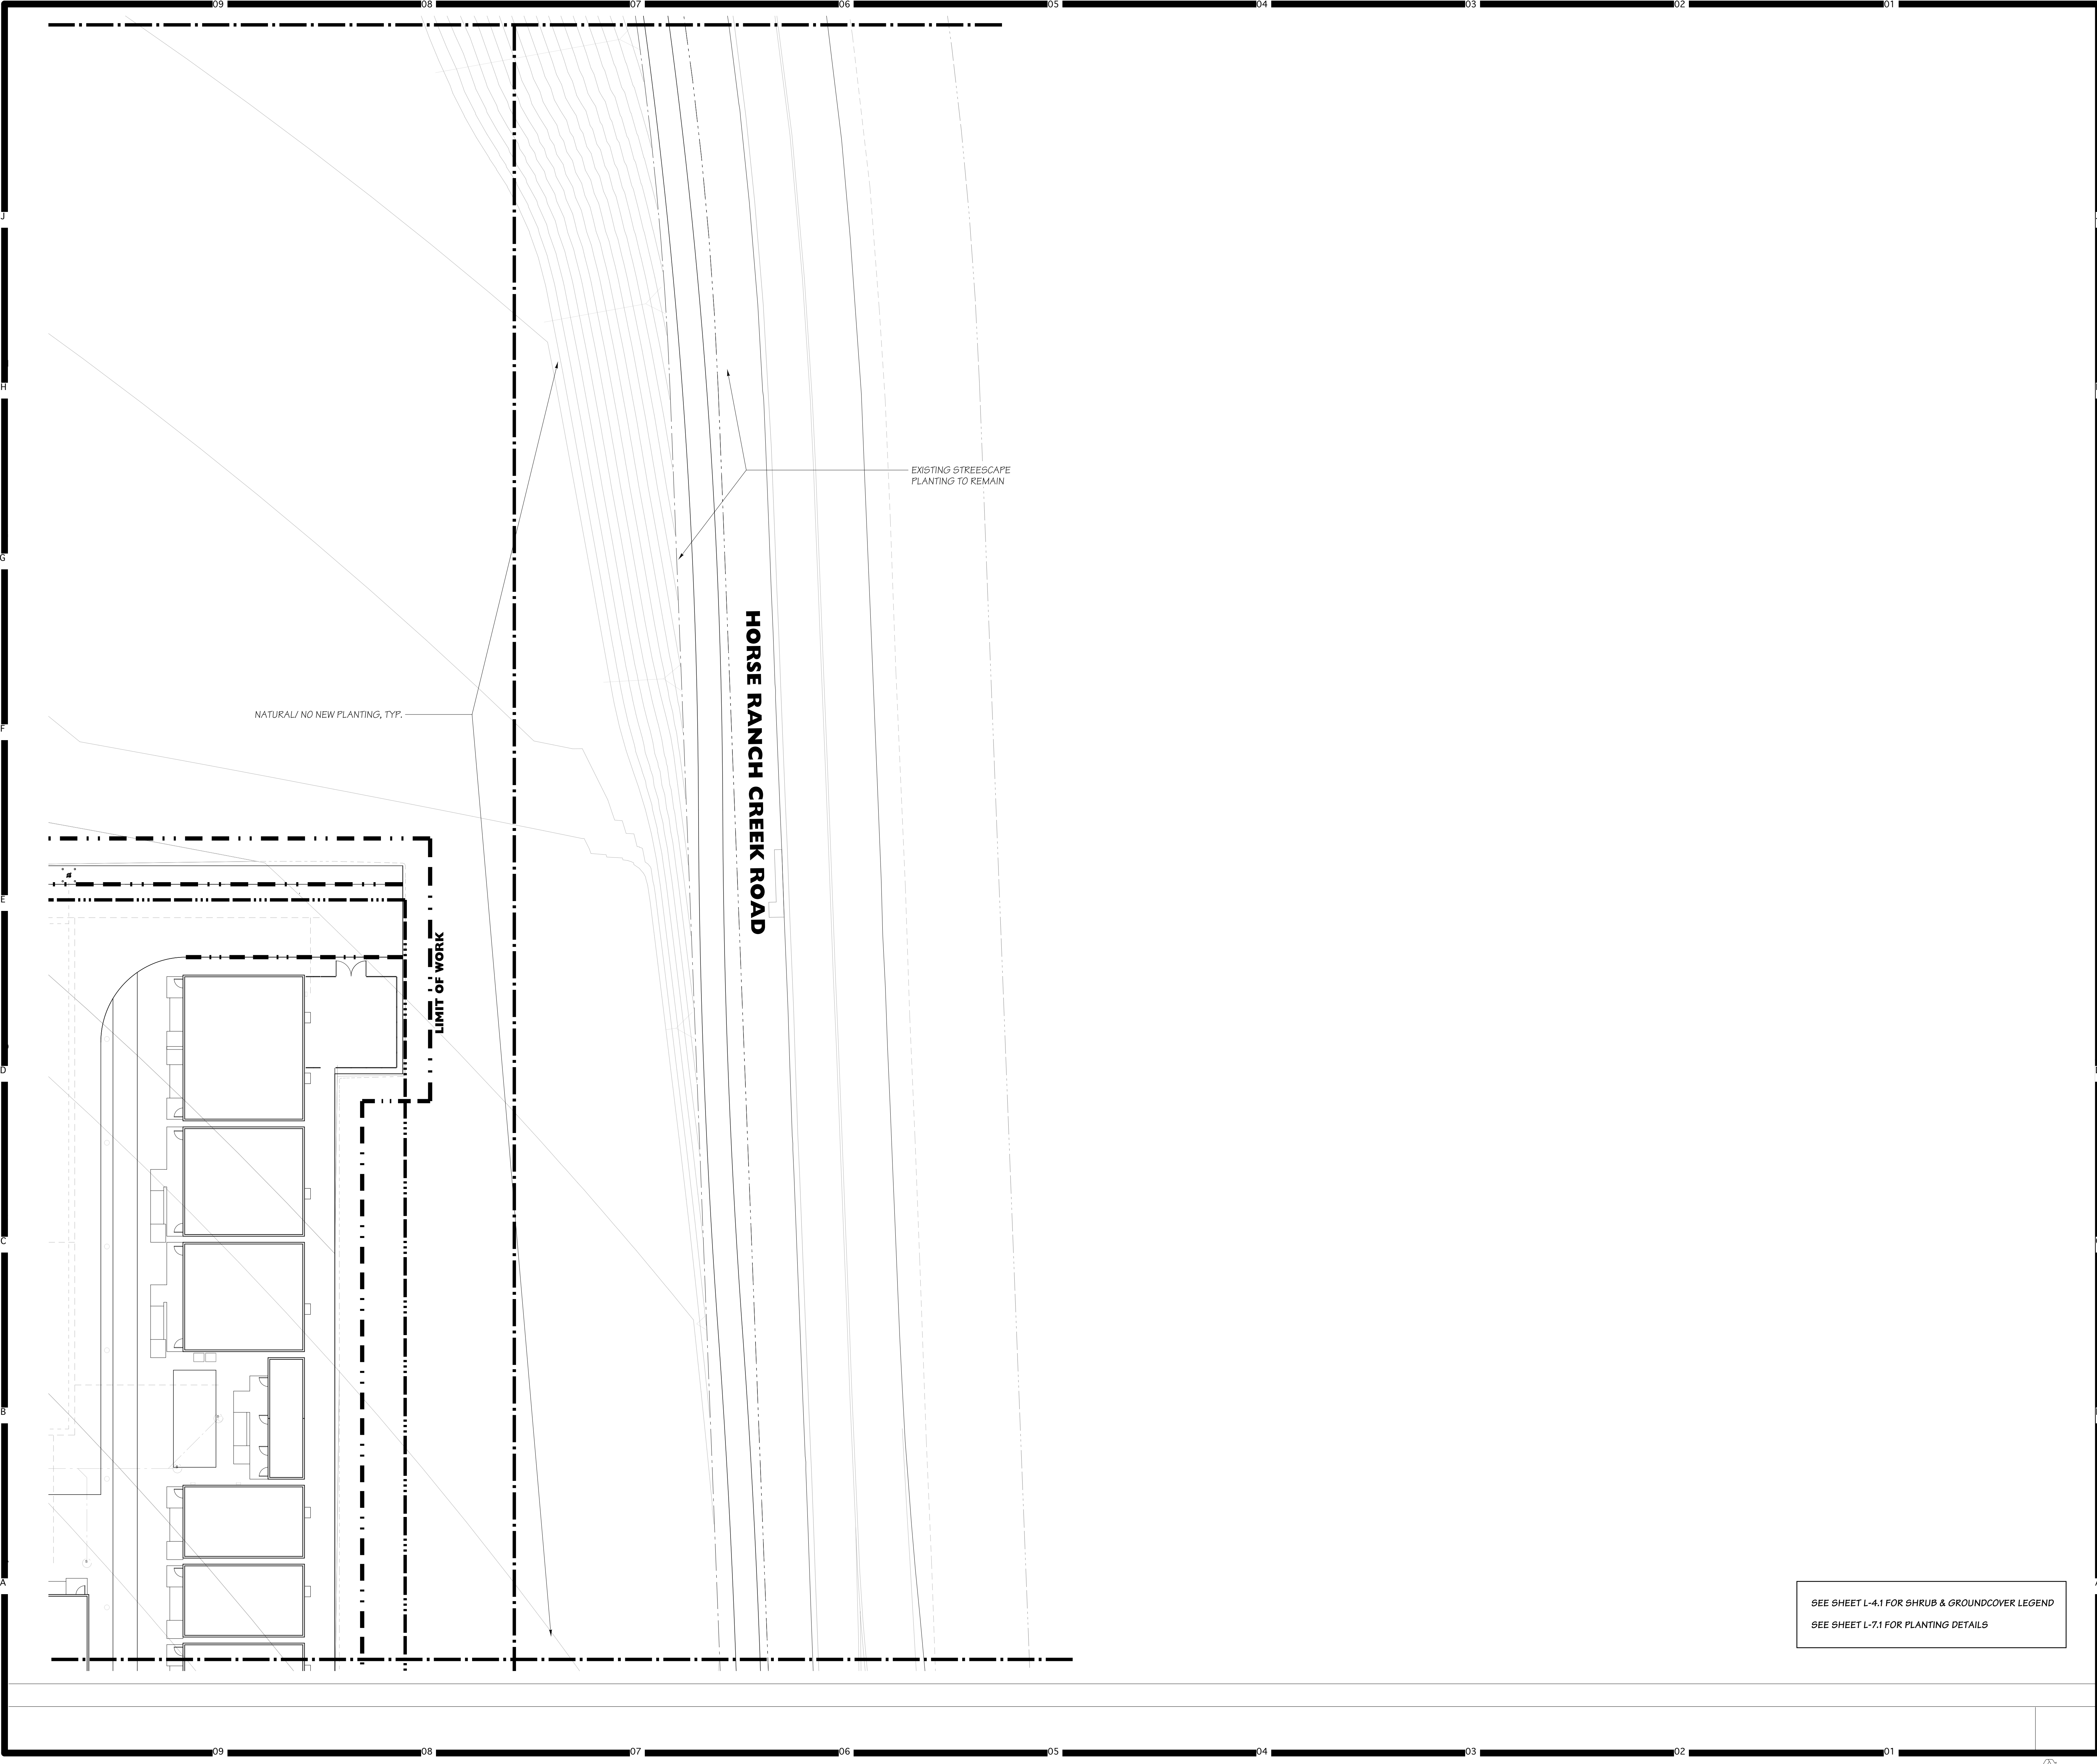 09 08 07 06 05 04 03 02 01
J
H
EXISTING STREESCAPE
PLANTING TO REMAIN
G
HORSE RANCH CREEK ROAD
NATURAL/ NO NEW PLANTING, TYP.
F
E
LIMIT OF WORK
D
C
B
A
SEE SHEET L-4.1 FOR SHRUB & GROUNDCOVER LEGEND
SEE SHEET L-7.1 FOR PLANTING DETAILS
09 08 07 06 05 04 03 02 01